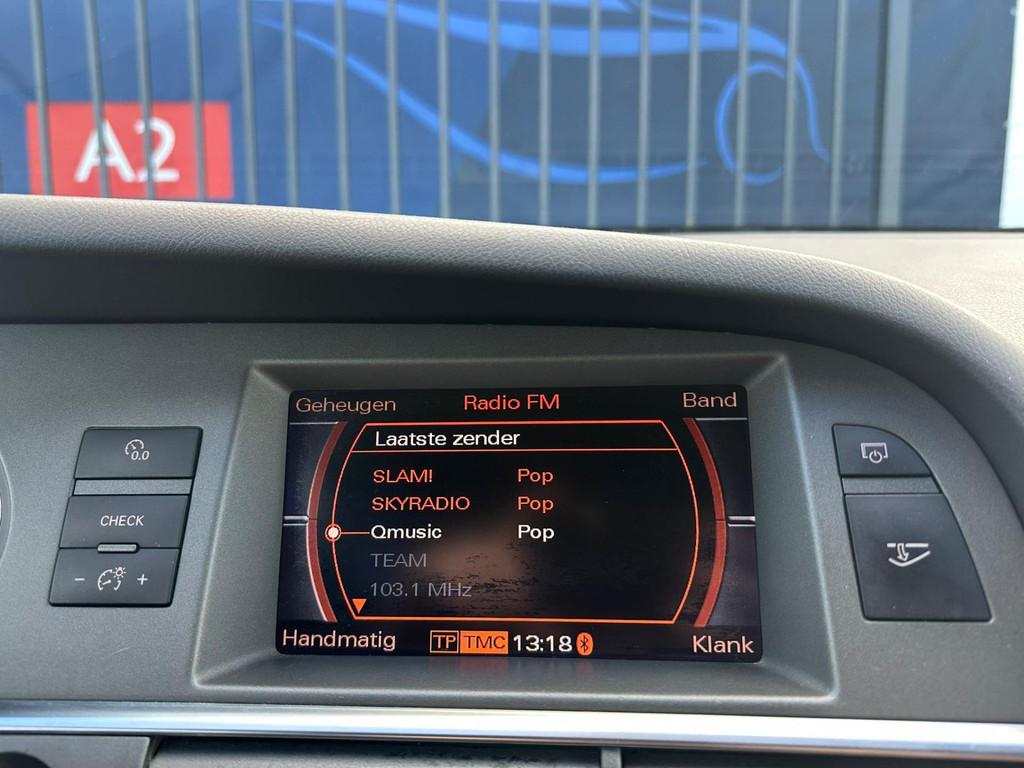 A2
Geheugen Radio FM Band
Laatste zender
SLAM! Pop
SKYRADIO Pop
Qmusic Pop
TEAM
103.1 MHz
Handmatig TP TMC 13:18 Klank
0.0
CHECK
- +